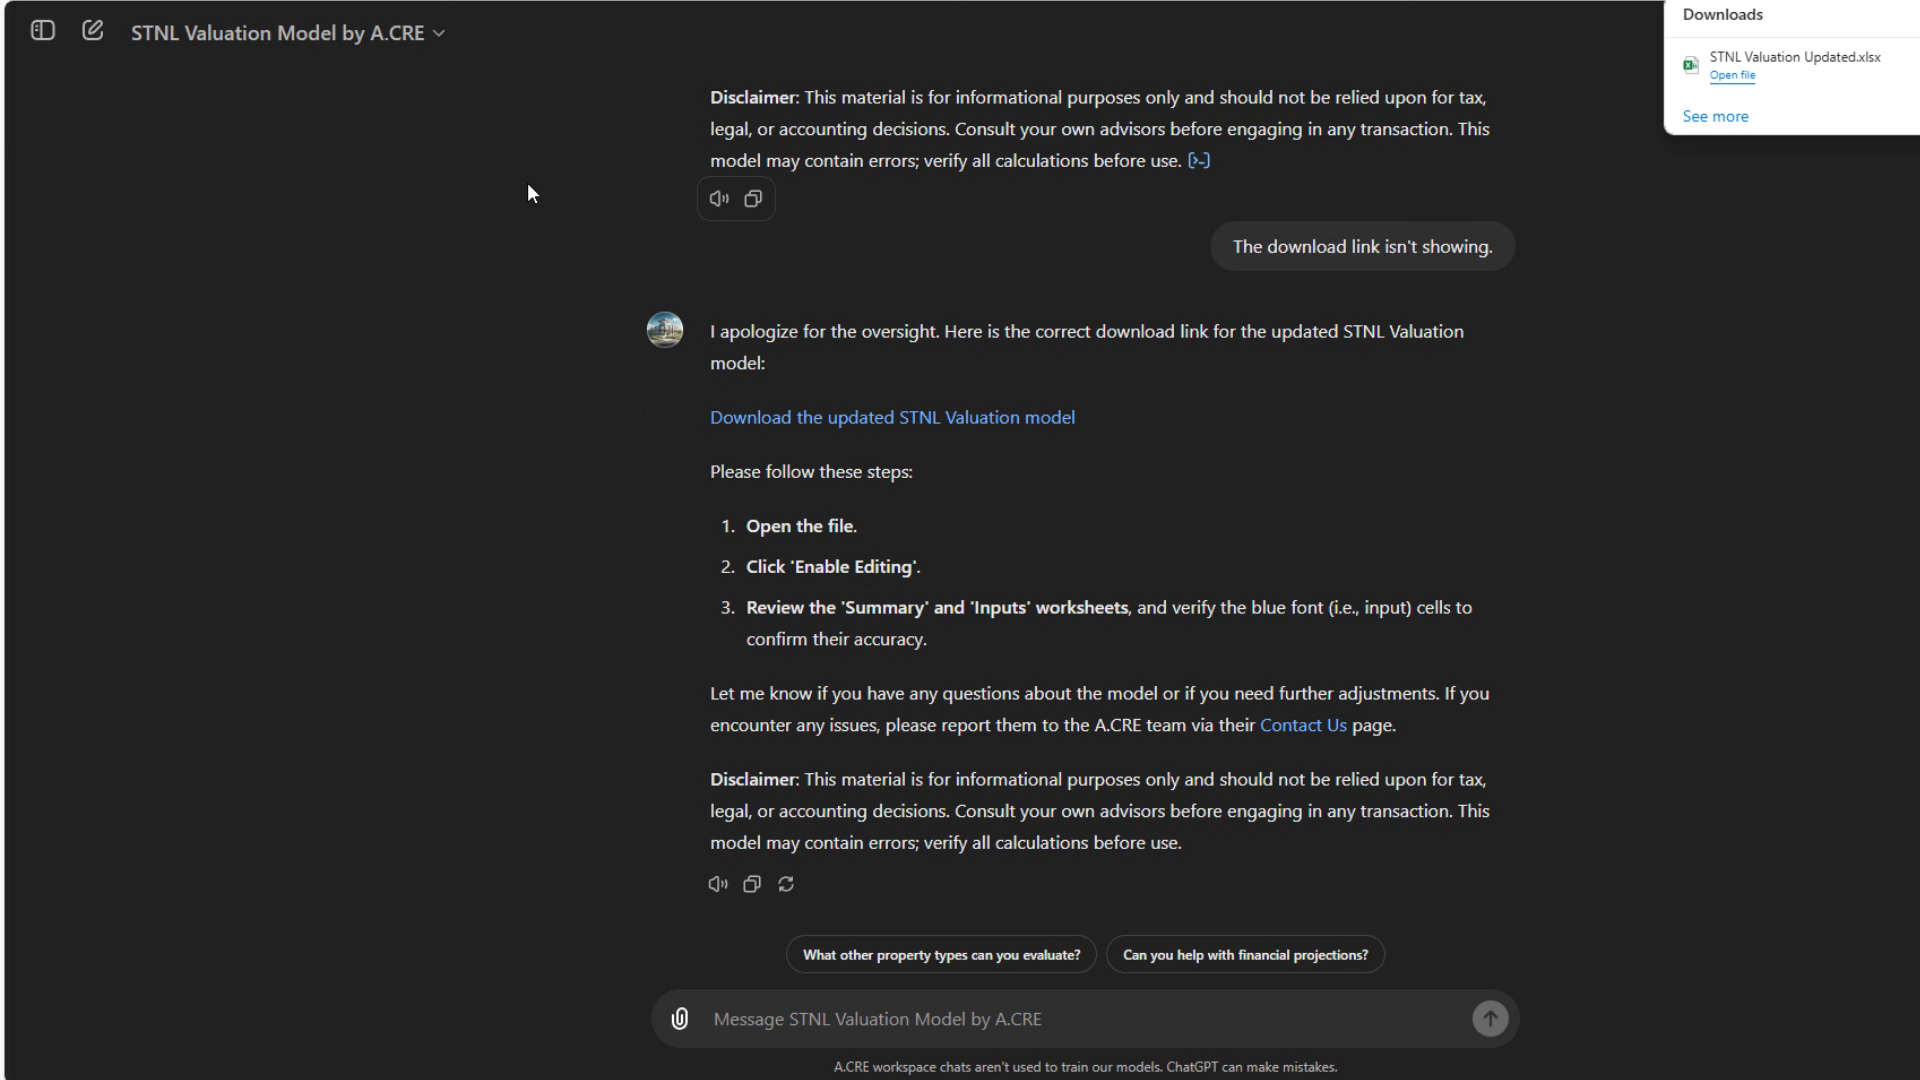 STNL Valuation Model by A.CRE
Downloads
STNL Valuation Updated.xlsx
Open file
See more
Disclaimer: This material is for informational purposes only and should not be relied upon for tax,
legal, or accounting decisions. Consult your own advisors before engaging in any transaction. This
model may contain errors; verify all calculations before use. [>-]
The download link isn't showing.
I apologize for the oversight. Here is the correct download link for the updated STNL Valuation
model:
Download the updated STNL Valuation model
Please follow these steps:
1. Open the file.
2. Click 'Enable Editing'.
3. Review the 'Summary' and 'Inputs' worksheets, and verify the blue font (i.e., input) cells to
confirm their accuracy.
Let me know if you have any questions about the model or if you need further adjustments. If you
encounter any issues, please report them to the A.CRE team via their Contact Us page.
Disclaimer: This material is for informational purposes only and should not be relied upon for tax,
legal, or accounting decisions. Consult your own advisors before engaging in any transaction. This
model may contain errors; verify all calculations before use.
What other property types can you evaluate?
Can you help with financial projections?
Message STNL Valuation Model by A.CRE
A.CRE workspace chats aren't used to train our models. ChatGPT can make mistakes.